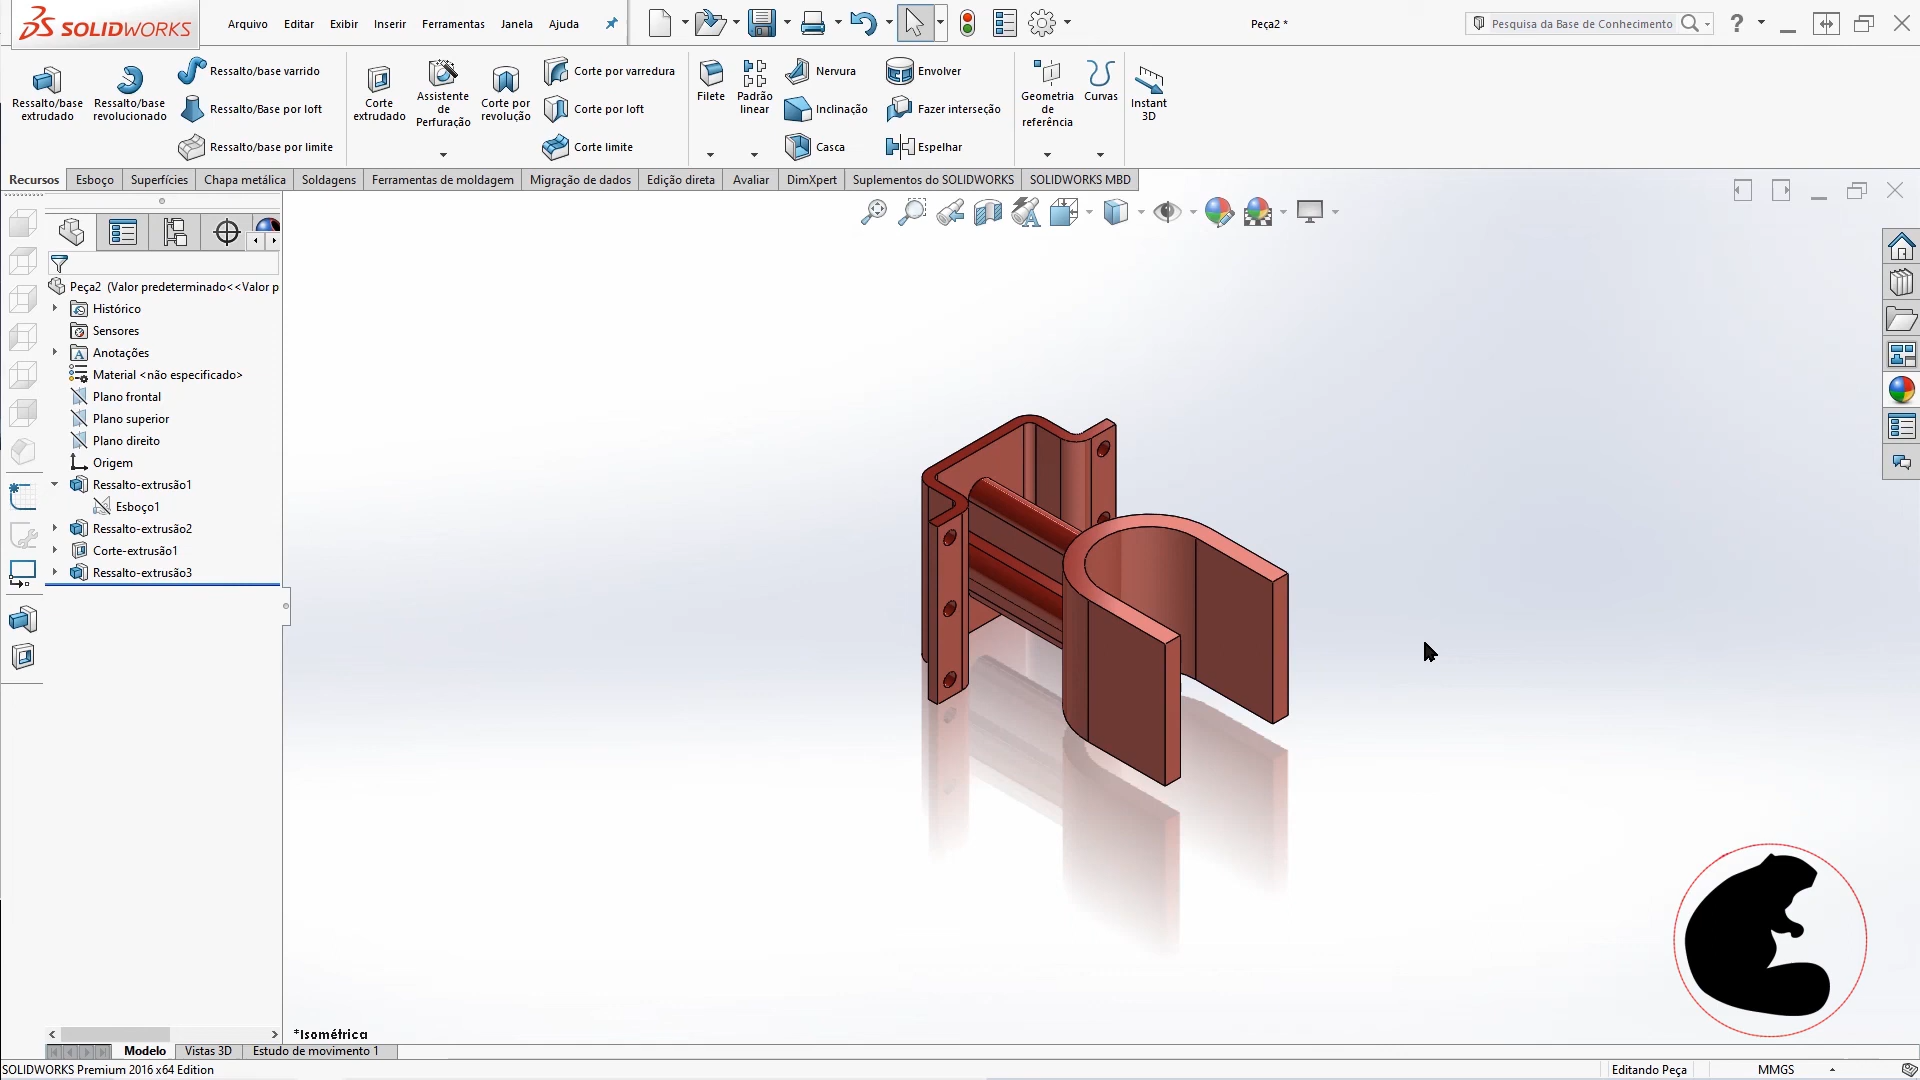 SOLIDWORKS
Arquivo Editar Exibir Inserir Ferramentas Janela Ajuda
Peça2 *
Pesquisa da Base de Conhecimento
?
Ressalto/base extrudado
Ressalto/base revolucionado
Ressalto/base varrido
Ressalto/Base por loft
Ressalto/base por limite
Corte extrudado
Assistente de Perfuração
Corte por revolução
Corte por varredura
Corte por loft
Corte limite
Filete
Padrão linear
Nervura
Inclinação
Casca
Envolver
Fazer interseção
Espelhar
Geometria de referência
Curvas
Instant 3D
Recursos Esboço Superfícies Chapa metálica Soldagens Ferramentas de moldagem Migração de dados Edição direta Avaliar DimXpert Suplementos do SOLIDWORKS SOLIDWORKS MBD
Peça2 (Valor predeterminado<<Valor p
Histórico
Sensores
Anotações
Material <não especificado>
Plano frontal
Plano superior
Plano direito
Origem
Ressalto-extrusão1
Esboço1
Ressalto-extrusão2
Corte-extrusão1
Ressalto-extrusão3
*Isométrica
Modelo Vistas 3D Estudo de movimento 1
SOLIDWORKS Premium 2016 x64 Edition
Editando Peça
MMGS